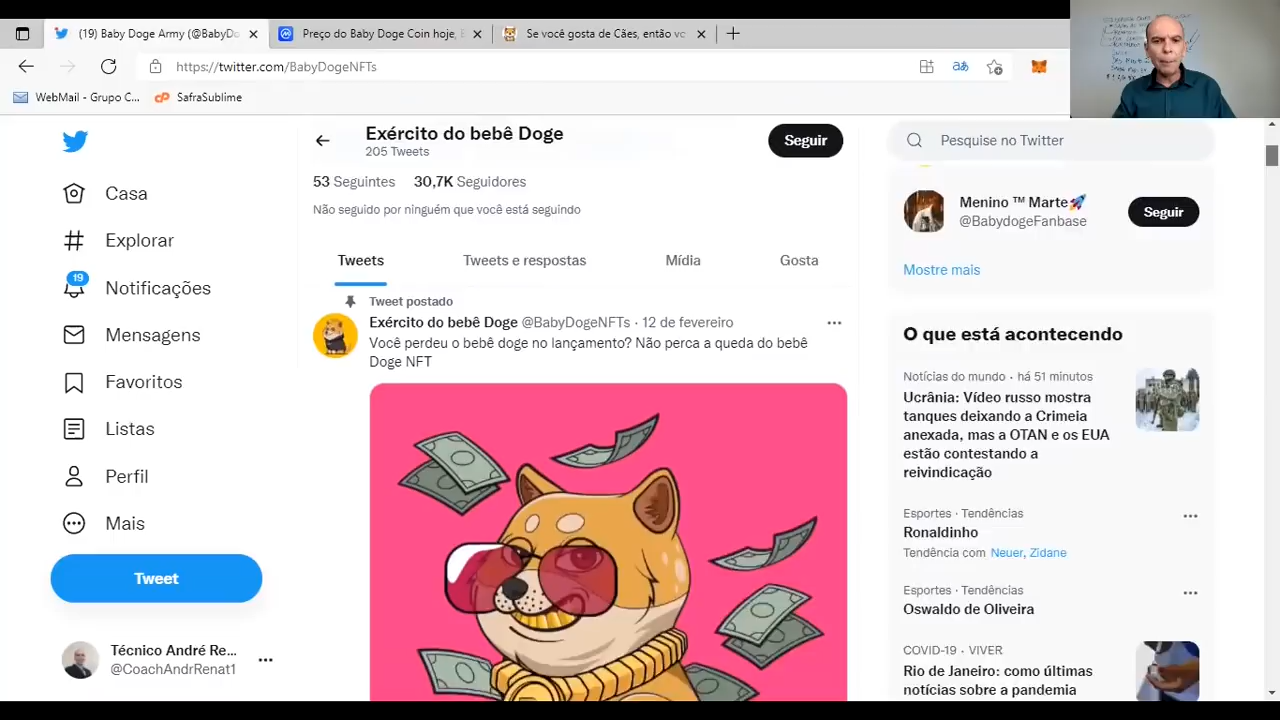 (19) Baby Doge Army (@BabyDo
Preço do Baby Doge Coin hoje, E
Se você gosta de Cães, então vo
https://twitter.com/BabyDogeNFTs
WebMail - Grupo C...
SafraSublime
Exército do bebê Doge
205 Tweets
Seguir
53 Seguintes 30,7K Seguidores
Não seguido por ninguém que você está seguindo
Tweets
Tweets e respostas
Mídia
Gosta
Tweet postado
Exército do bebê Doge @BabyDogeNFTs · 12 de fevereiro
Você perdeu o bebê doge no lançamento? Não perca a queda do bebê
Doge NFT
Casa
Explorar
19
Notificações
Mensagens
Favoritos
Listas
Perfil
Mais
Tweet
Técnico André Re...
@CoachAndrRenat1
Pesquise no Twitter
Menino ™ Marte🚀
@BabydogeFanbase
Seguir
Mostre mais
O que está acontecendo
Notícias do mundo · há 51 minutos
Ucrânia: Vídeo russo mostra
tanques deixando a Crimeia
anexada, mas a OTAN e os EUA
estão contestando a
reivindicação
Esportes · Tendências
Ronaldinho
Tendência com Neuer, Zidane
Esportes · Tendências
Oswaldo de Oliveira
COVID-19 · VIVER
Rio de Janeiro: como últimas
notícias sobre a pandemia